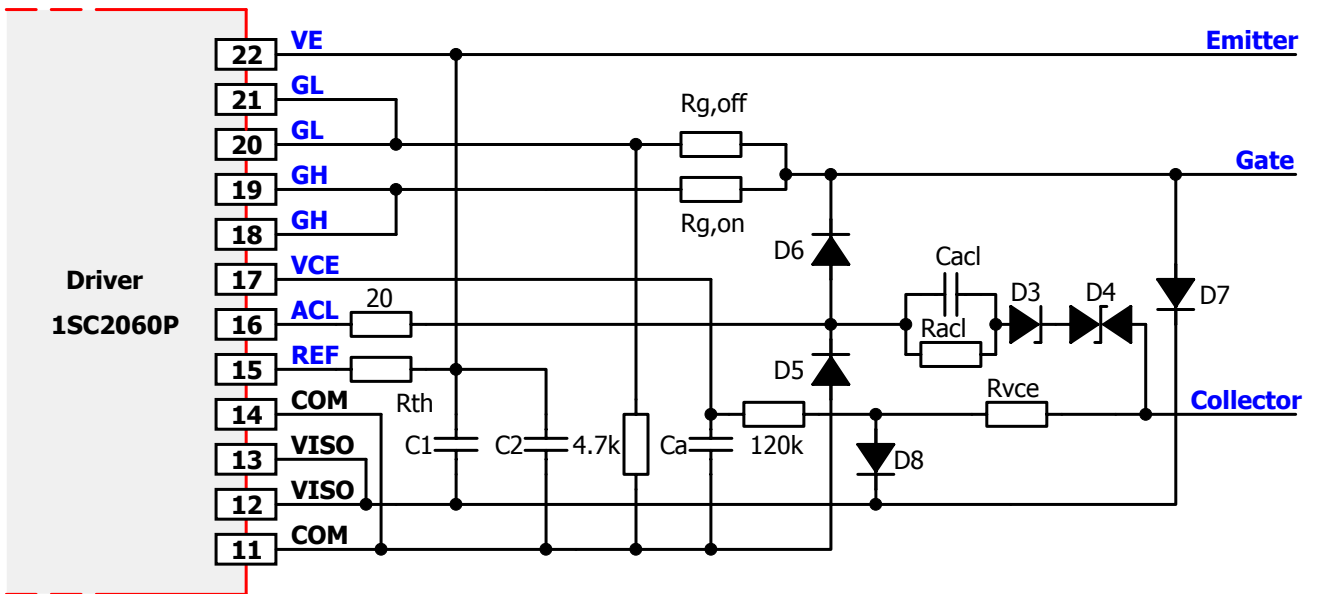 22 VE Emitter
21 GL
Rg,off
20 GL
Gate
19 GH
18 GH
Rg,on
D6
Cacl
17 VCE
D3 D4
D7
Driver
1SC2060P
16 ACL 20
Racl
15 REF
D5
Rvce
Rth
14 COM
Collector
C1 C2 4.7k Ca 120k
D8
13 VISO
12 VISO
11 COM